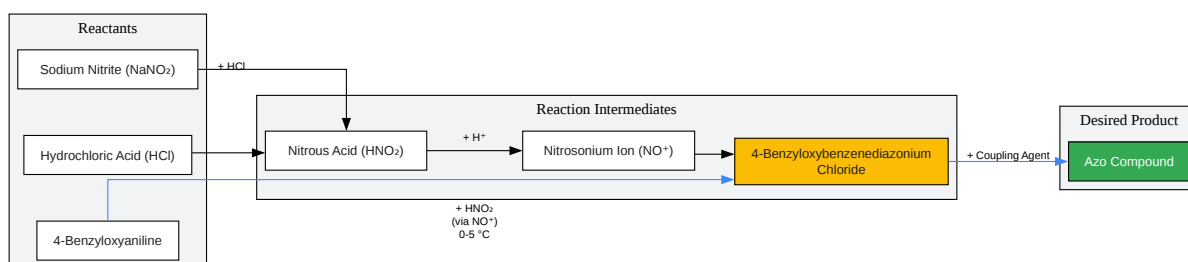 Reactants
Sodium Nitrite (NaNO₂)
+ HCl
Hydrochloric Acid (HCl)
4-Benzyloxyaniline
Reaction Intermediates
Nitrous Acid (HNO₂)
+ H⁺
Nitrosonium Ion (NO⁺)
4-Benzyloxybenzenediazonium
Chloride
+ HNO₂
(via NO⁺)
0-5 °C
+ Coupling Agent
Desired Product
Azo Compound